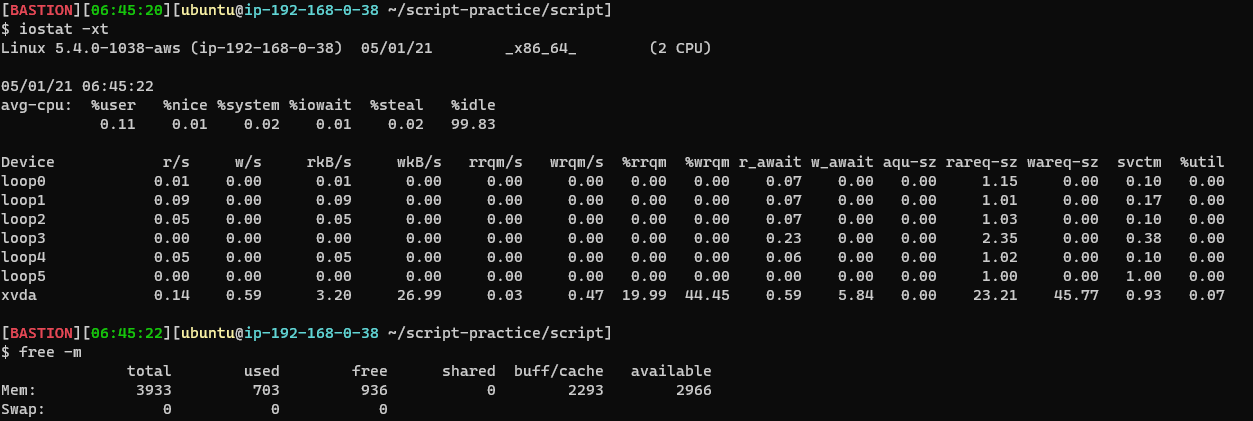 [BASTION][06:45:20][ubuntu@ip-192-168-0-38 ~/script-practice/script]
$ iostat -xt
Linux 5.4.0-1038-aws (ip-192-168-0-38)  05/01/21        _x86_64_        (2 CPU)
05/01/21 06:45:22
avg-cpu:  %user   %nice %system %iowait  %steal   %idle
           0.11    0.01    0.02    0.01    0.02   99.83
Device            r/s     w/s     rkB/s     wkB/s   rrqm/s   wrqm/s  %rrqm  %wrqm r_await w_await aqu-sz rareq-sz wareq-sz  svctm  %util
loop0            0.01    0.00      0.01      0.00     0.00     0.00   0.00   0.00    0.07    0.00   0.00     1.15     0.00   0.10   0.00
loop1            0.09    0.00      0.09      0.00     0.00     0.00   0.00   0.00    0.07    0.00   0.00     1.01     0.00   0.17   0.00
loop2            0.05    0.00      0.05      0.00     0.00     0.00   0.00   0.00    0.07    0.00   0.00     1.03     0.00   0.10   0.00
loop3            0.00    0.00      0.00      0.00     0.00     0.00   0.00   0.00    0.23    0.00   0.00     2.35     0.00   0.38   0.00
loop4            0.05    0.00      0.05      0.00     0.00     0.00   0.00   0.00    0.06    0.00   0.00     1.02     0.00   0.10   0.00
loop5            0.00    0.00      0.00      0.00     0.00     0.00   0.00   0.00    0.00    0.00   0.00     1.00     0.00   1.00   0.00
xvda             0.14    0.59      3.20     26.99     0.03     0.47  19.99  44.45    0.59    5.84   0.00    23.21    45.77   0.93   0.07
[BASTION][06:45:22][ubuntu@ip-192-168-0-38 ~/script-practice/script]
$ free -m
              total        used        free      shared  buff/cache   available
Mem:           3933         703         936           0        2293        2966
Swap:             0           0           0